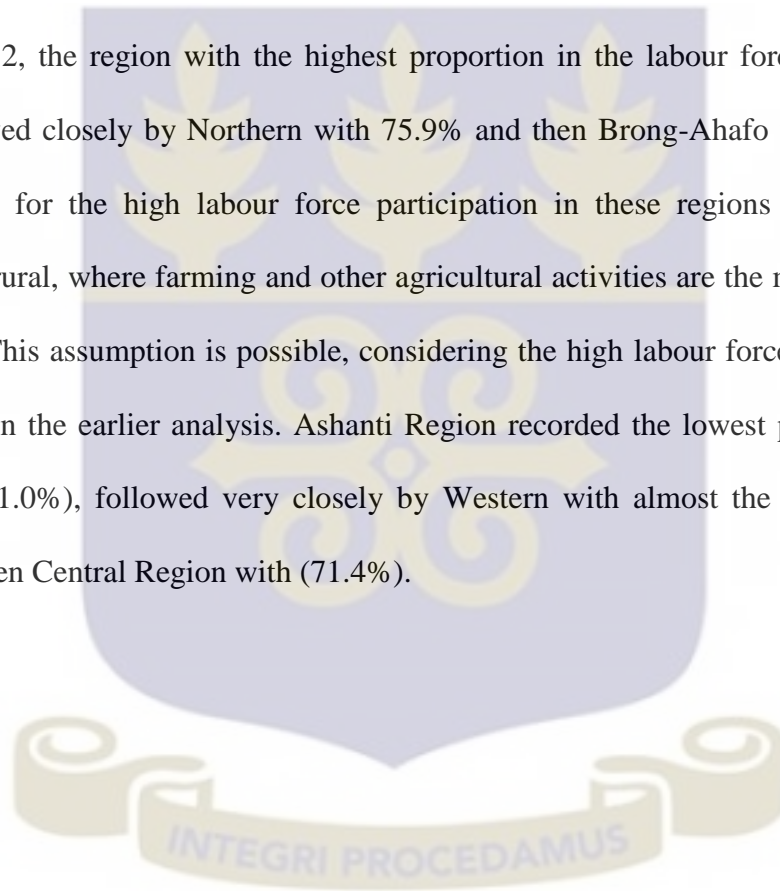 2, the region with the highest proportion in the labour forc
ed closely by Northern with 75.9% and then Brong-Ahafo
for the high labour force participation in these regions
rural, where farming and other agricultural activities are the
This assumption is possible, considering the high labour force
n the earlier analysis. Ashanti Region recorded the lowest
1.0%), followed very closely by Western with almost the
en Central Region with (71.4%).
INTEGRI PROCEDAMUS